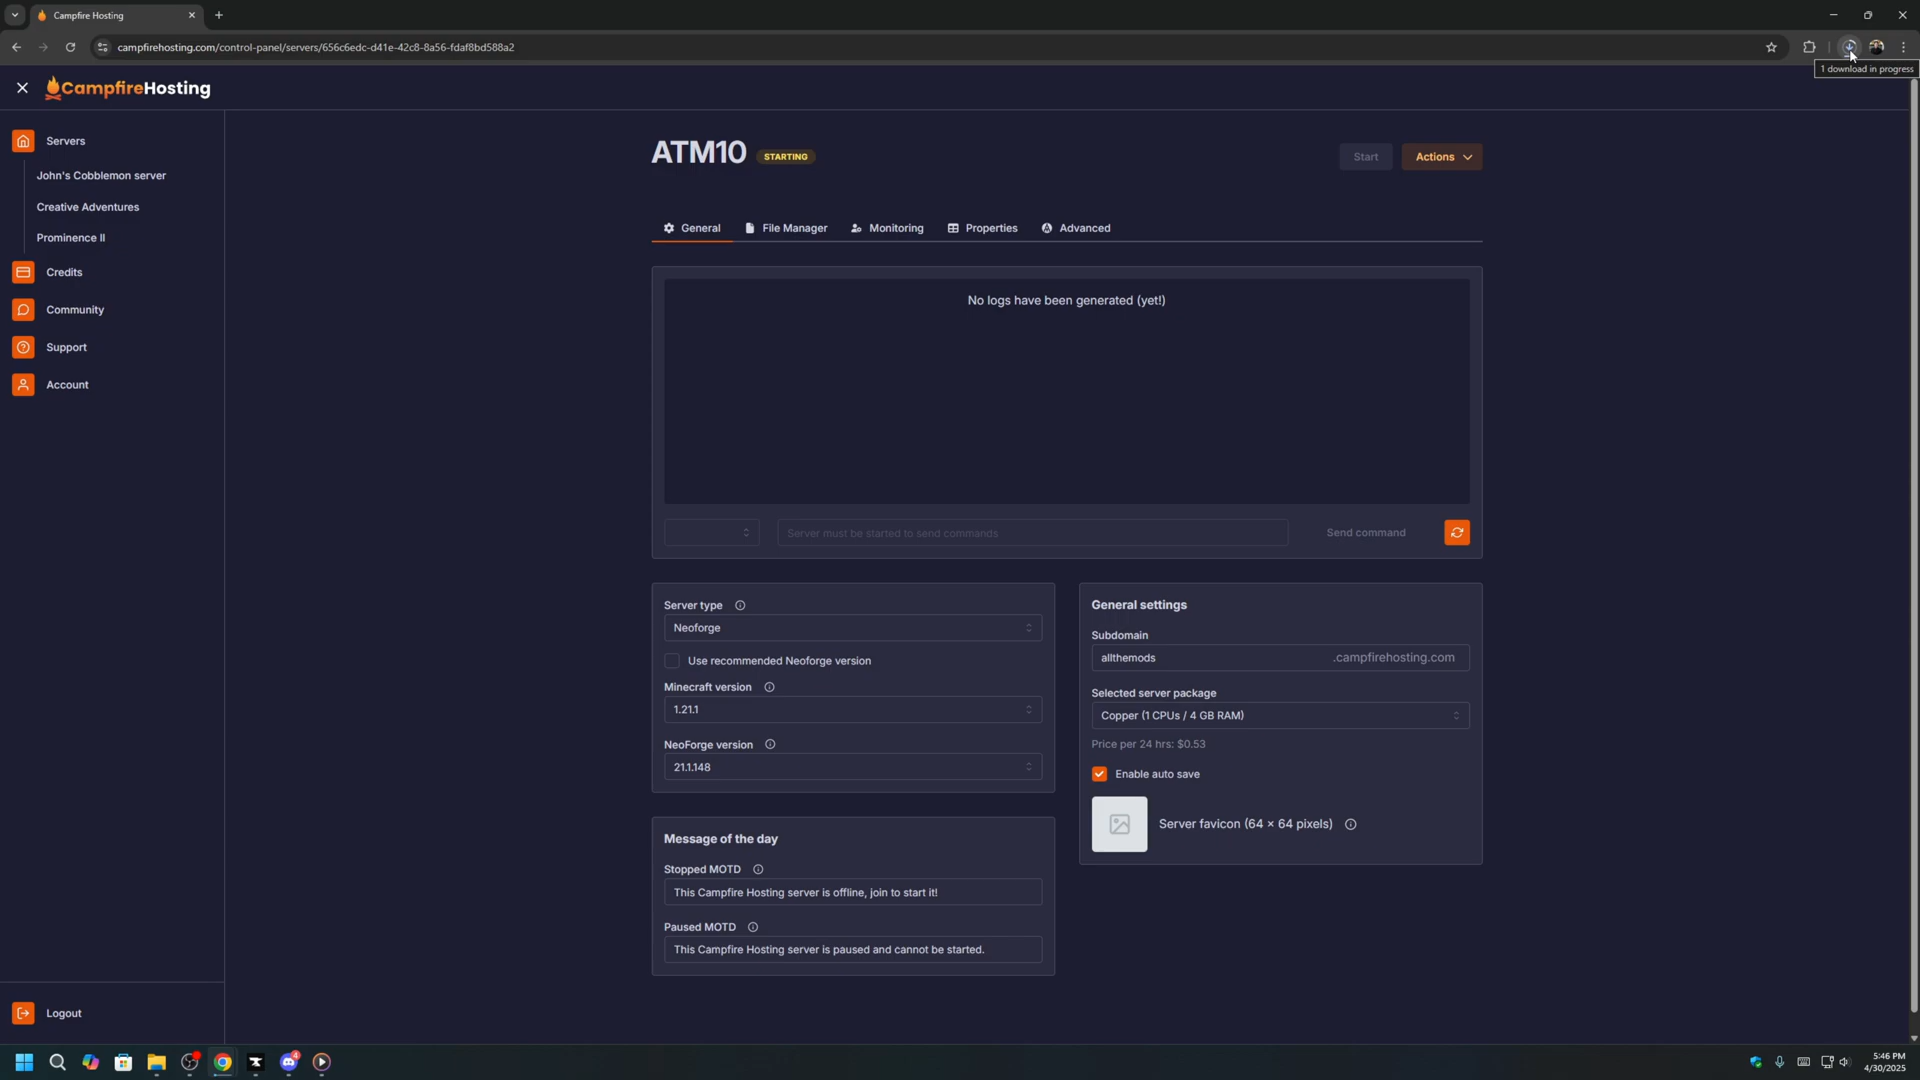 Campfire Hosting
campfirehosting.com/control-panel/servers/656c6edc-d41e-42c8-8a56-fdaf8bd588a2
1 download in progress
CampfireHosting
Servers
John's Cobblemon server
Creative Adventures
Prominence II
Credits
Community
Support
Account
Logout
ATM10
STARTING
Start
Actions
General
File Manager
Monitoring
Properties
Advanced
No logs have been generated (yet!)
Server must be started to send commands
Send command
Server type
Neoforge
Use recommended Neoforge version
Minecraft version
1.21.1
NeoForge version
21.1.148
Message of the day
Stopped MOTD
This Campfire Hosting server is offline, join to start it!
Paused MOTD
This Campfire Hosting server is paused and cannot be started.
General settings
Subdomain
allthemods
.campfirehosting.com
Selected server package
Copper (1 CPUs / 4 GB RAM)
Price per 24 hrs: $0.53
Enable auto save
Server favicon (64 × 64 pixels)
4
5:46 PM
4/30/2025